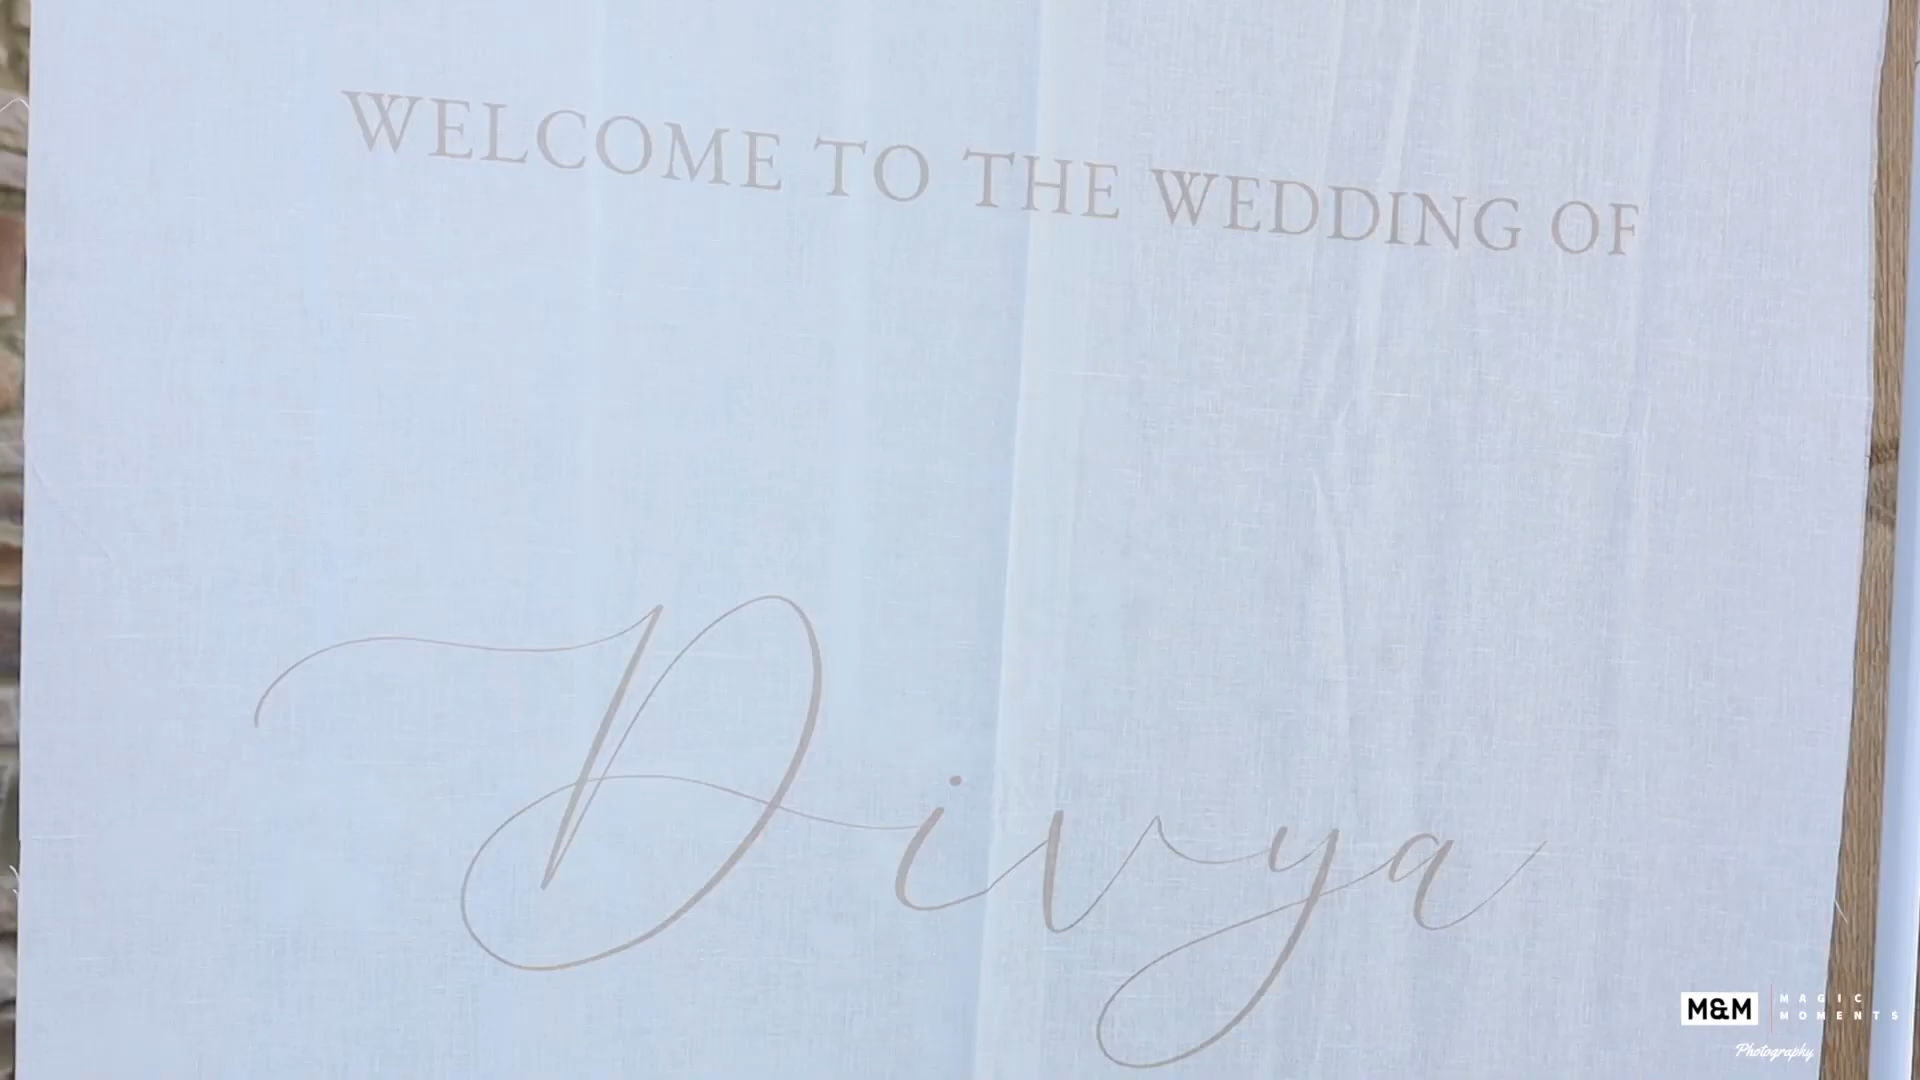 WELCOME TO THE WEDDING OF
Divya
M&M
MAGIC
MOMENTS
Photography